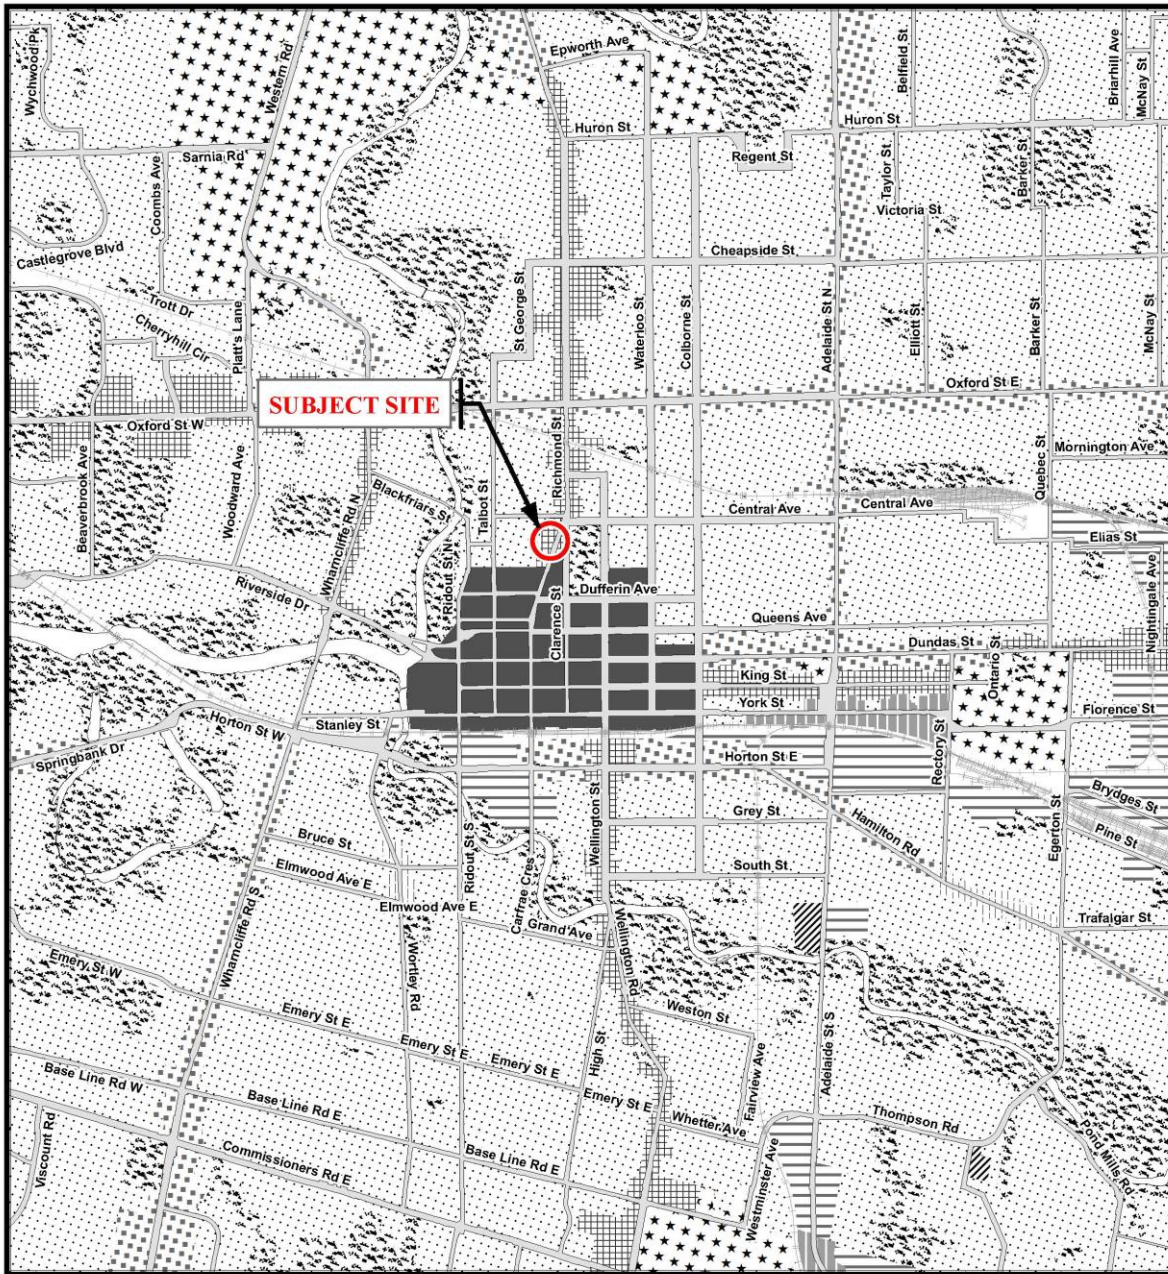 Wychwood Pk
Western Rd
Epworth Ave
Belfield St
Briarhill Ave
McNay St
Huron St
Huron St
Sarnia Rd
Coombs Ave
Regent St
Taylor St
Barker St
Victoria St
Castlegrove Blvd
Cheapside St
St George St
Trott Dr
Cherryhill Cir
Platt's Lane
Waterloo St
Colborne St
Adelaide St N
Elliott St
Barker St
McNay St
SUBJECT SITE
Oxford St E
Oxford St W
Richmond St
Beaverbrook Ave
Woodward Ave
Wharncliffe Rd N
Blackfriars St
Talbot St
Quebec St
Mornington Ave
Central Ave
Central Ave
Elias St
Ridout St N
Riverside Dr
Dufferin Ave
Clarence St
Queens Ave
Nightingale Ave
Dundas St
Ontario St
King St
York St
Florence St
Horton St W
Stanley St
Springbank Dr
Rectory St
Horton St E
Wellington St
Brydges St
Grey St
Hamilton Rd
Egerton St
Pine St
Bruce St
Ridout St S
South St
Elmwood Ave E
Carfrae Cres
Elmwood Ave E
Grand Ave
Trafalgar St
Wharncliffe Rd S
Wortley Rd
Wellington Rd
Emery St W
Weston St
Emery St E
High St
Emery St E
Adelaide St S
Emery St E
Fairview Ave
Base Line Rd W
Base Line Rd E
Emery St E
Whetter Ave
Thompson Rd
Viscount Rd
Pond Mills Rd
Commissioners Rd E
Base Line Rd E
Westminster Ave